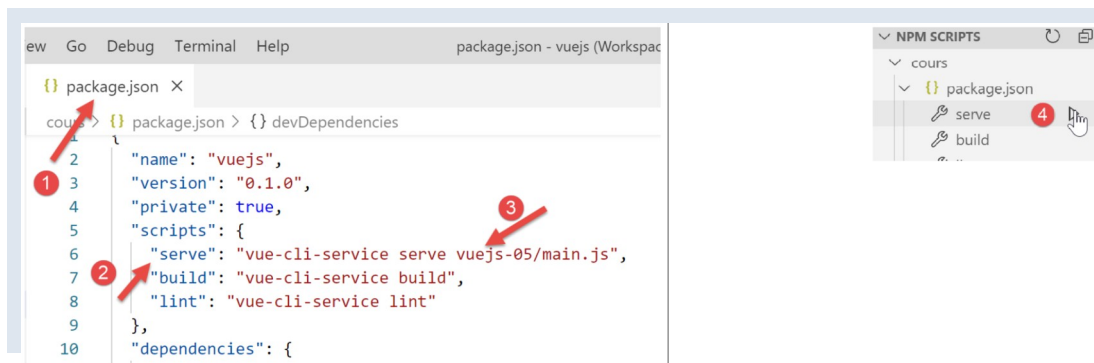 ew Go Debug Terminal Help package.json - vuejs (Workspac
{} package.json ×
cours > {} package.json > {} devDependencies
1 {
2 "name": "vuejs",
3 "version": "0.1.0",
4 "private": true,
5 "scripts": {
6 "serve": "vue-cli-service serve vuejs-05/main.js",
7 "build": "vue-cli-service build",
8 "lint": "vue-cli-service lint"
9 },
10 "dependencies": {
1
2
3
NPM SCRIPTS
cours
{} package.json
serve 4
build